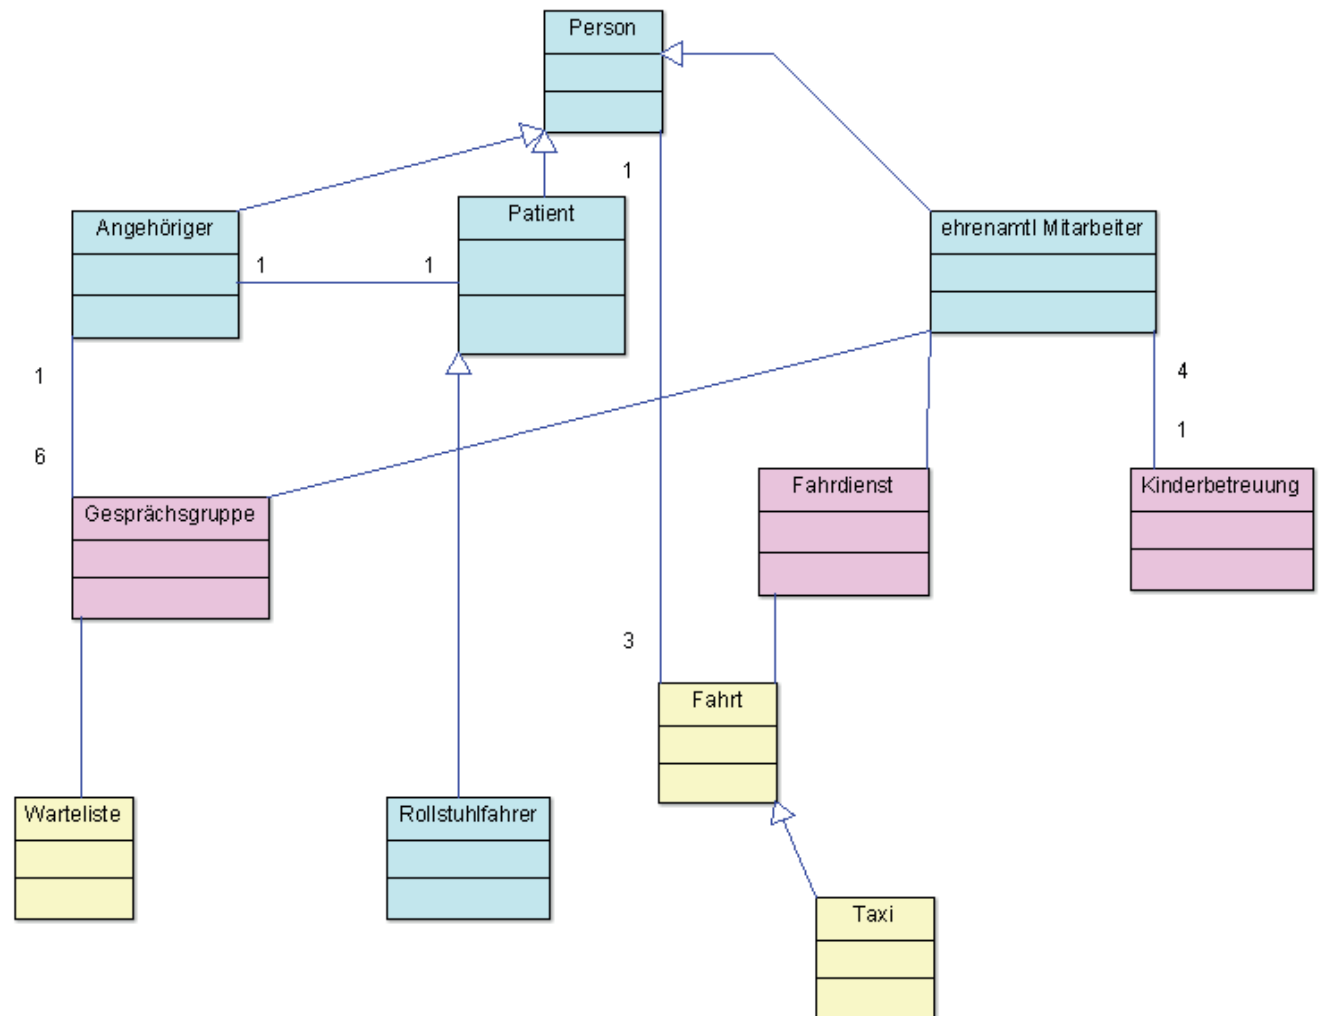 Person
1
Angehöriger
Patient
ehrenamtl Mitarbeiter
1
1
1
4
6
1
Gesprächsgruppe
Fahrdienst
Kinderbetreuung
3
Fahrt
Warteliste
Rollstuhlfahrer
Taxi